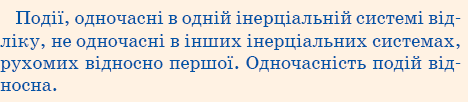 Події, одночасні в одній інерціальній системі від-
ліку, не одночасні в інших інерціальних системах,
рухомих відносно першої. Одночасність подій від-
носна.